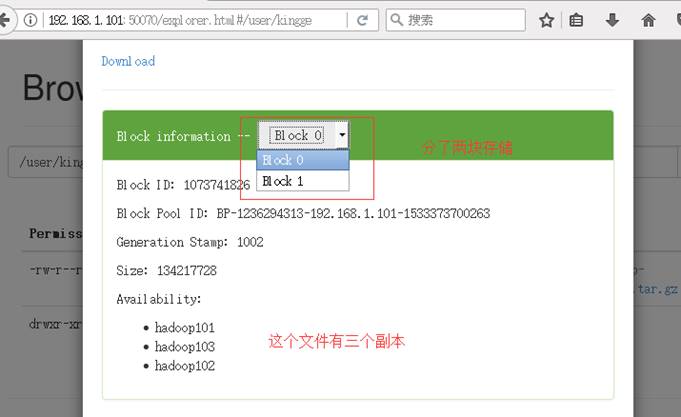 192.168.1.101:50070/explorer.html#/user/kingge
搜索
Download
Brow
Block information -- Block 0
分了两块存储
Block 0
Block 1
/user/king
Block ID: 1073741826
Block Pool ID: BP-1236294313-192.168.1.101-1533373700263
Permiss
Generation Stamp: 1002
-rw-r--r
Size: 134217728
.tar.gz
Availability:
drwxr-xr
hadoop101
这个文件有三个副本
hadoop103
hadoop102